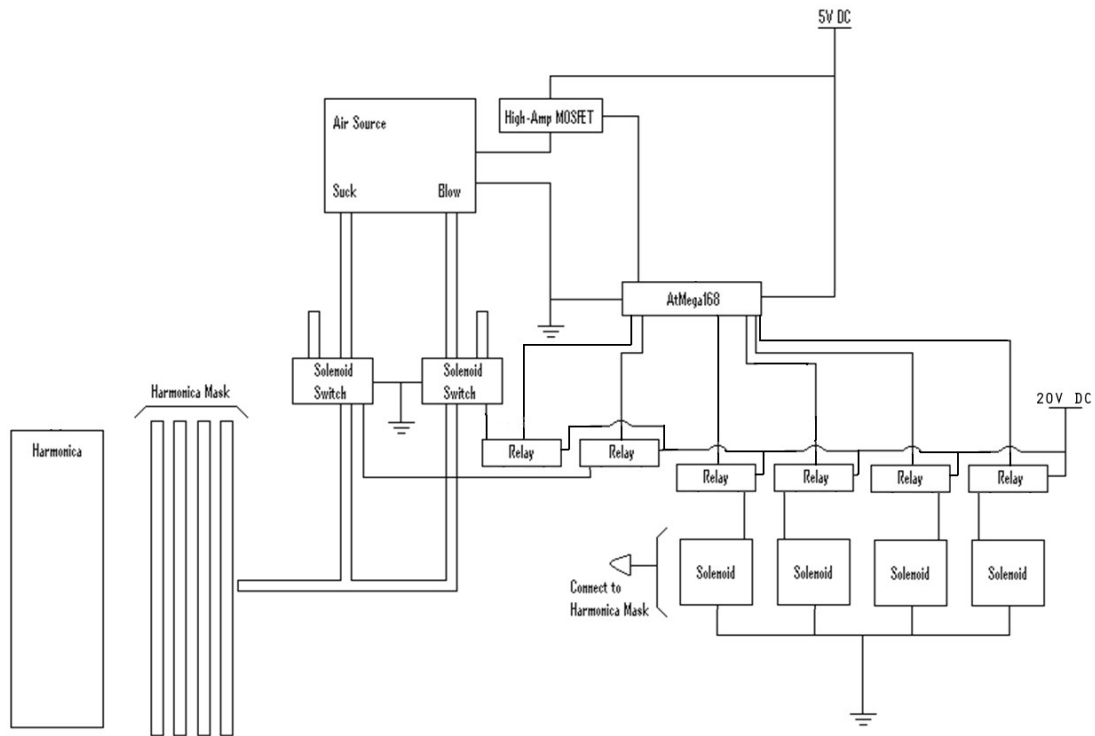 5V DC
High-Amp MOSFET
Air Source
Suck
Blow
AtMega168
Solenoid
Switch
Solenoid
Switch
Harmonica Mask
20V DC
Harmonica
Relay
Relay
Relay
Relay
Relay
Relay
Solenoid
Solenoid
Solenoid
Solenoid
Connect to
Harmonica Mask